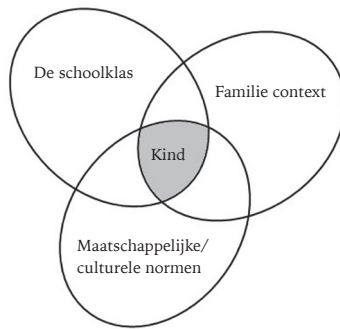 De schoolklas
Familie context
Kind
Maatschappelijke/
culturele normen